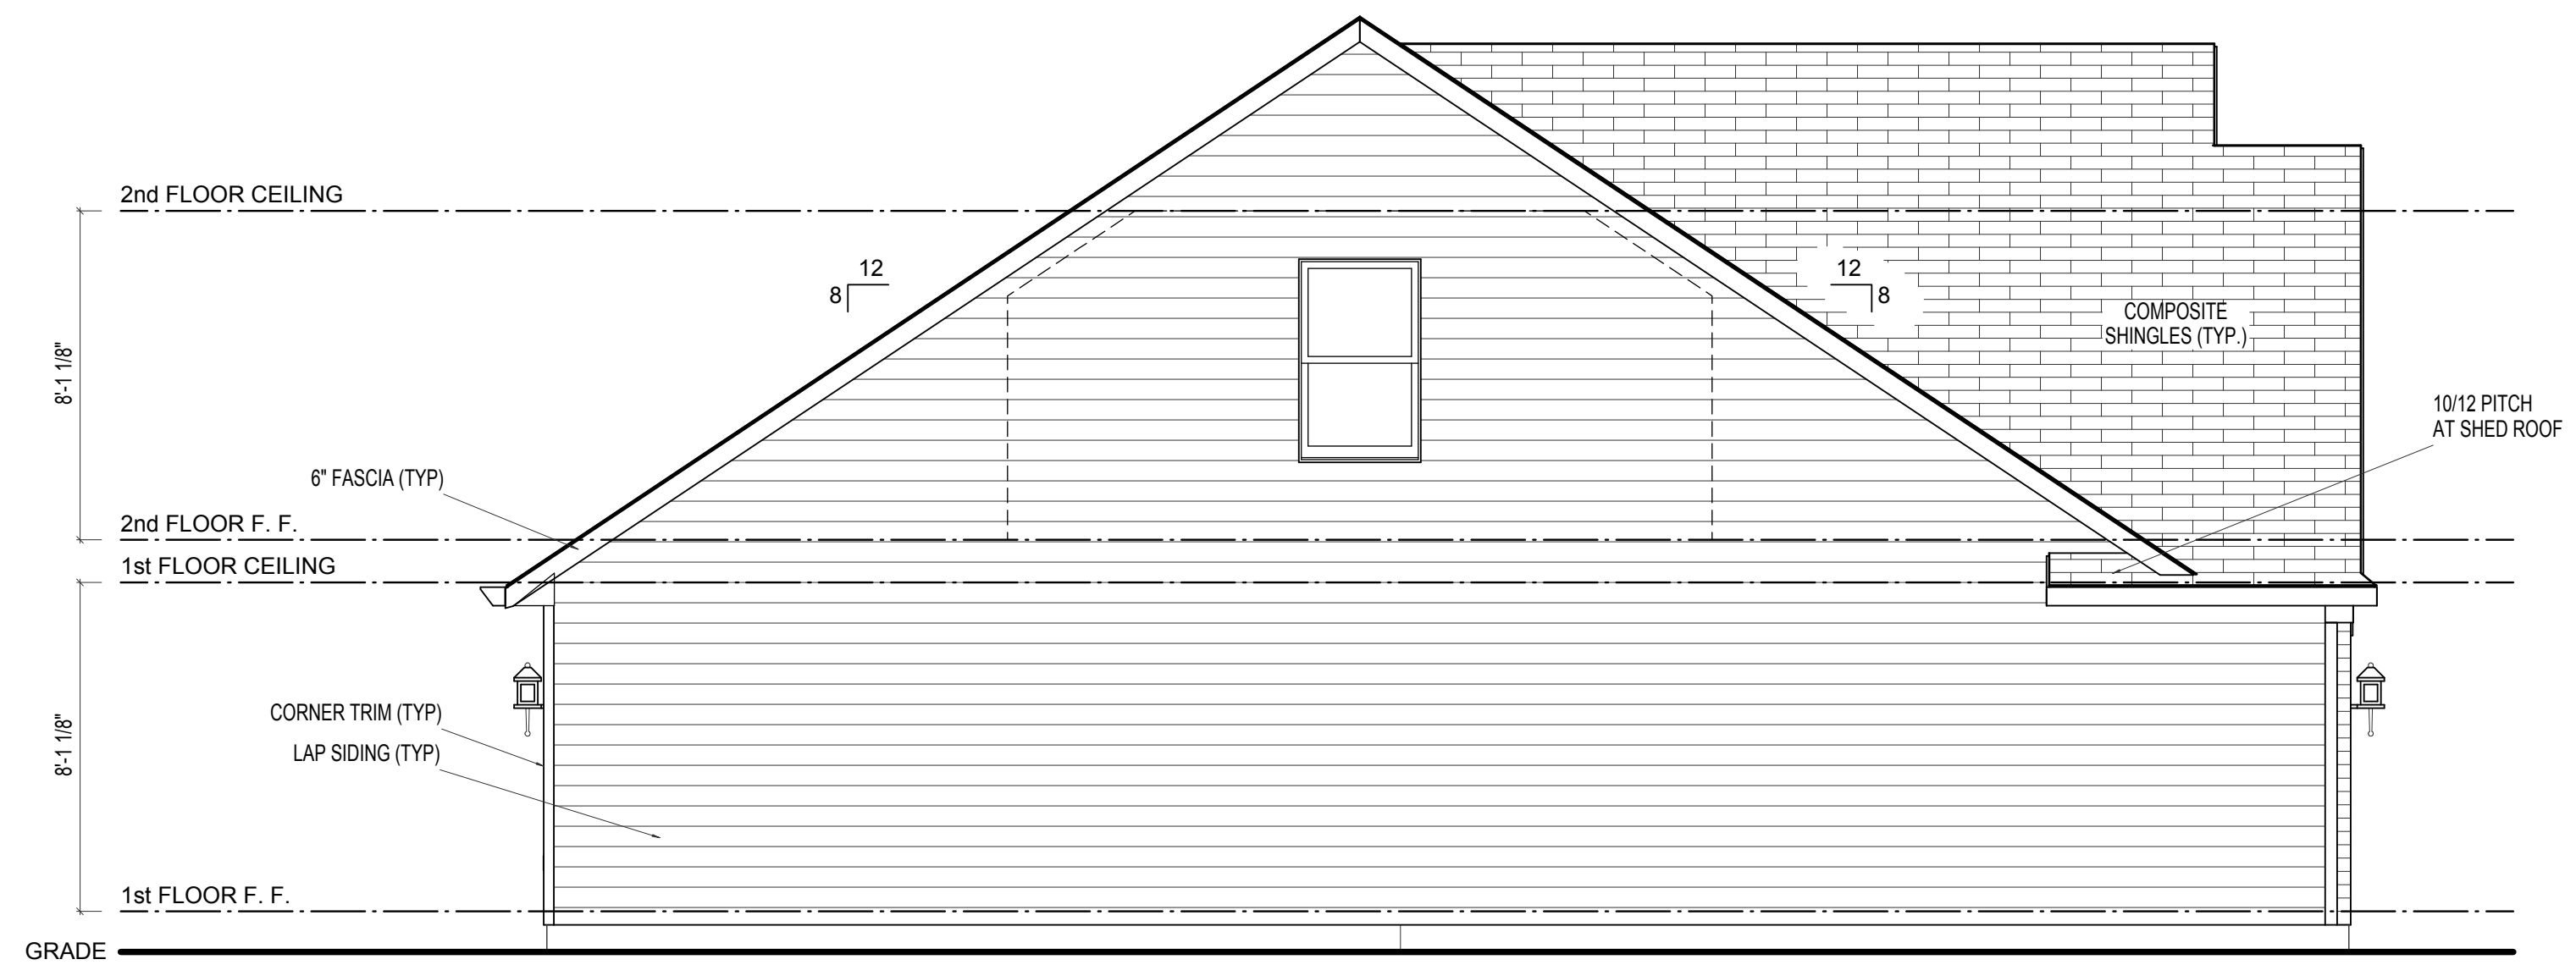 2nd FLOOR CEILING
12
8
12
8
COMPOSITE
SHINGLES (TYP.)
8'-1 1/8"
10/12 PITCH
AT SHED ROOF
6" FASCIA (TYP)
2nd FLOOR F. F.
1st FLOOR CEILING
CORNER TRIM (TYP)
8'-1 1/8"
LAP SIDING (TYP)
1st FLOOR F. F.
GRADE